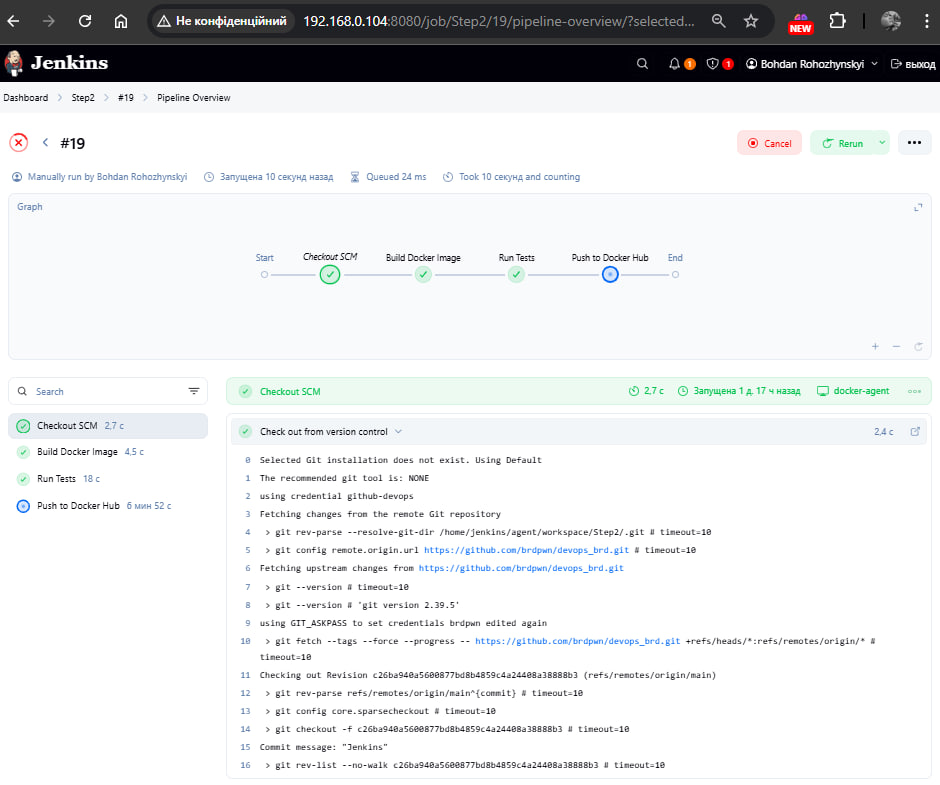 Не конфіденційний 192.168.0.104:8080/job/Step2/19/pipeline-overview/?selected... NEW
Jenkins 1 1 Bohdan Rohozhynskyi выход
Dashboard Step2 #19 Pipeline Overview
#19 Cancel Rerun
Manually run by Bohdan Rohozhynskyi Запущена 10 секунд назад Queued 24 ms Took 10 секунд and counting
Graph
Start Checkout SCM Build Docker Image Run Tests Push to Docker Hub End
Search
Checkout SCM 2,7 с
Build Docker Image 4,5 с
Run Tests 18 с
Push to Docker Hub 6 мин 52 с
Checkout SCM 2,7 с Запущена 1 д. 17 ч назад docker-agent
Check out from version control 2,4 с
0 Selected Git installation does not exist. Using Default
1 The recommended git tool is: NONE
2 using credential github-devops
3 Fetching changes from the remote Git repository
4 > git rev-parse --resolve-git-dir /home/jenkins/agent/workspace/Step2/.git # timeout=10
5 > git config remote.origin.url https://github.com/brdpwn/devops_brd.git # timeout=10
6 Fetching upstream changes from https://github.com/brdpwn/devops_brd.git
7 > git --version # timeout=10
8 > git --version # 'git version 2.39.5'
9 using GIT_ASKPASS to set credentials brdpwn edited again
10 > git fetch --tags --force --progress -- https://github.com/brdpwn/devops_brd.git +refs/heads/*:refs/remotes/origin/* #
timeout=10
11 Checking out Revision c26ba940a5600877bd8b4859c4a24408a38888b3 (refs/remotes/origin/main)
12 > git rev-parse refs/remotes/origin/main^{commit} # timeout=10
13 > git config core.sparsecheckout # timeout=10
14 > git checkout -f c26ba940a5600877bd8b4859c4a24408a38888b3 # timeout=10
15 Commit message: "Jenkins"
16 > git rev-list --no-walk c26ba940a5600877bd8b4859c4a24408a38888b3 # timeout=10